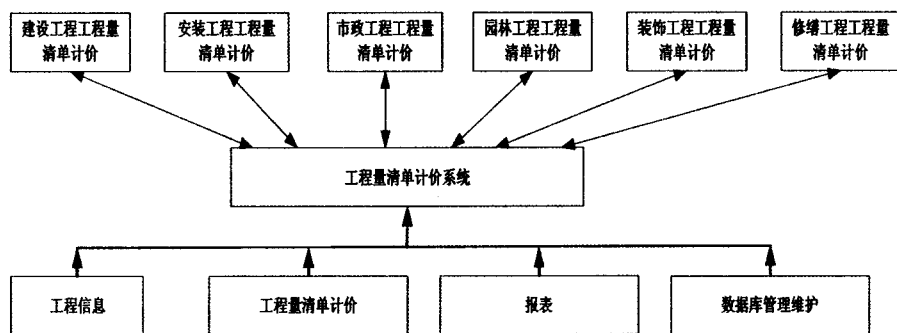 建设工程工程量
清单计价
安装工程工程量
清单计价
市政工程工程量
清单计价
园林工程工程量
清单计价
装饰工程工程量
清单计价
修缮工程工程量
清单计价
工程量清单计价系统
工程信息
工程量清单计价
报表
数据库管理维护